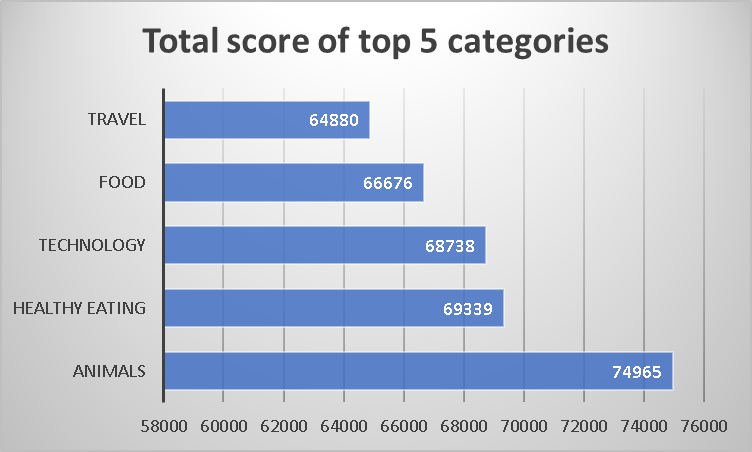 Total score of top 5 categories
TRAVEL
64880
FOOD
66676
TECHNOLOGY
68738
HEALTHY EATING
69339
ANIMALS
74965
58000 60000 62000 64000 66000 68000 70000 72000 74000 76000